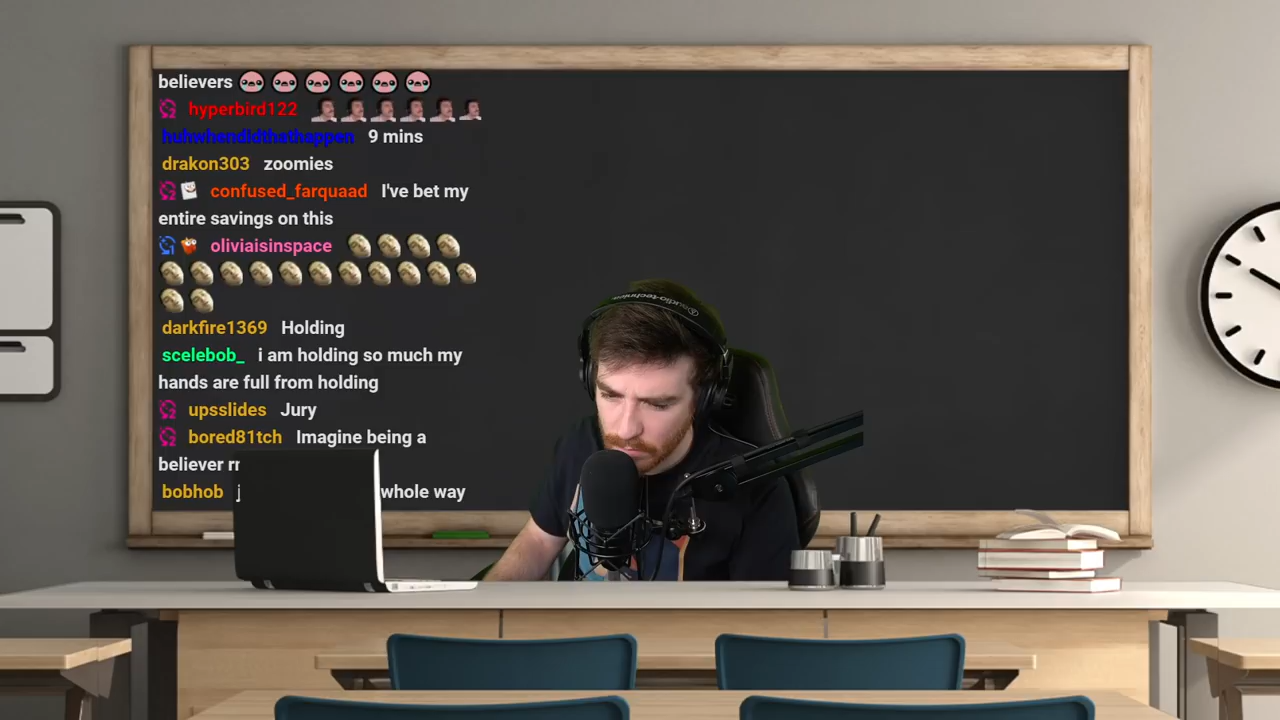 believers
hyperbird122
huhwhendidthathappen 9 mins
drakon303 zoomies
confused_farquaad I've bet my
entire savings on this
oliviaisinspace
darkfire1369 Holding
scelebob_ i am holding so much my
hands are full from holding
upsslides Jury
bored81tch Imagine being a
believer
bobhob whole way
audio-technica